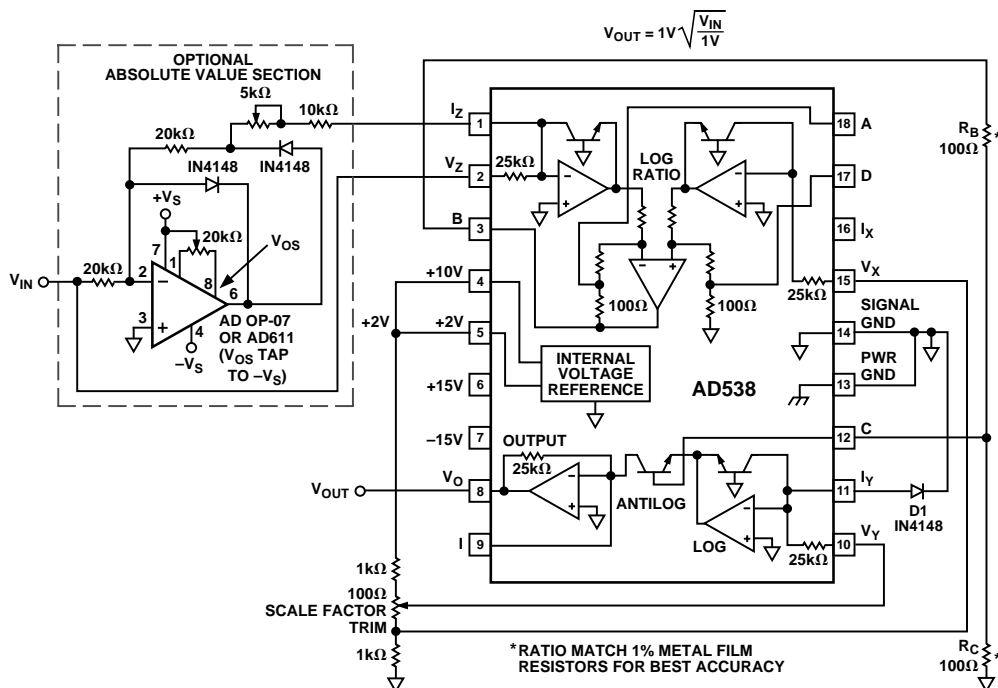 V_OUT = 1V √(V_IN / 1V)
OPTIONAL
ABSOLUTE VALUE SECTION
5kΩ
10kΩ
20kΩ
IN4148
IN4148
+V_S
20kΩ
V_OS
7
1
8
V_IN
20kΩ
2
6
3
4
–
+
–V_S
AD OP-07
OR AD611
(V_OS TAP
TO –V_S)
I_Z
1
V_Z
2
25kΩ
B
3
+10V
4
+2V
+2V
5
+15V
6
–15V
7
V_O
8
V_OUT
I
9
–
+
LOG
RATIO
–
+
–
+
100Ω
100Ω
25kΩ
INTERNAL
VOLTAGE
REFERENCE
AD538
OUTPUT
25kΩ
–
+
ANTILOG
LOG
–
+
25kΩ
18
A
17
D
16
I_X
V_X
15
SIGNAL
GND
14
PWR
GND
13
12
C
I_Y
11
V_Y
10
D1
IN4148
R_B
100Ω
*
1kΩ
100Ω
SCALE FACTOR
TRIM
1kΩ
*RATIO MATCH 1% METAL FILM
RESISTORS FOR BEST ACCURACY
R_C
100Ω
*